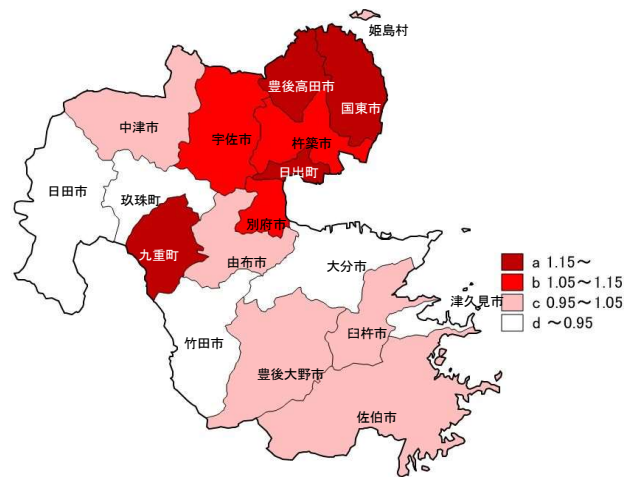 姫島村
豊後高田市
国東市
中津市
宇佐市
杵築市
日出町
日田市
玖珠町
別府市
九重町
由布市
大分市
a 1.15～
b 1.05～1.15
津久見市
c 0.95～1.05
d ～0.95
臼杵市
竹田市
豊後大野市
佐伯市